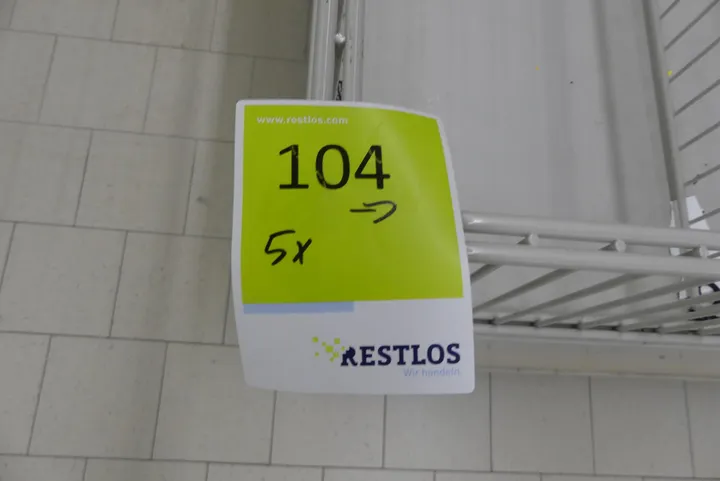 www.restlos.com
104
→
5x
RESTLOS
Wir handeln